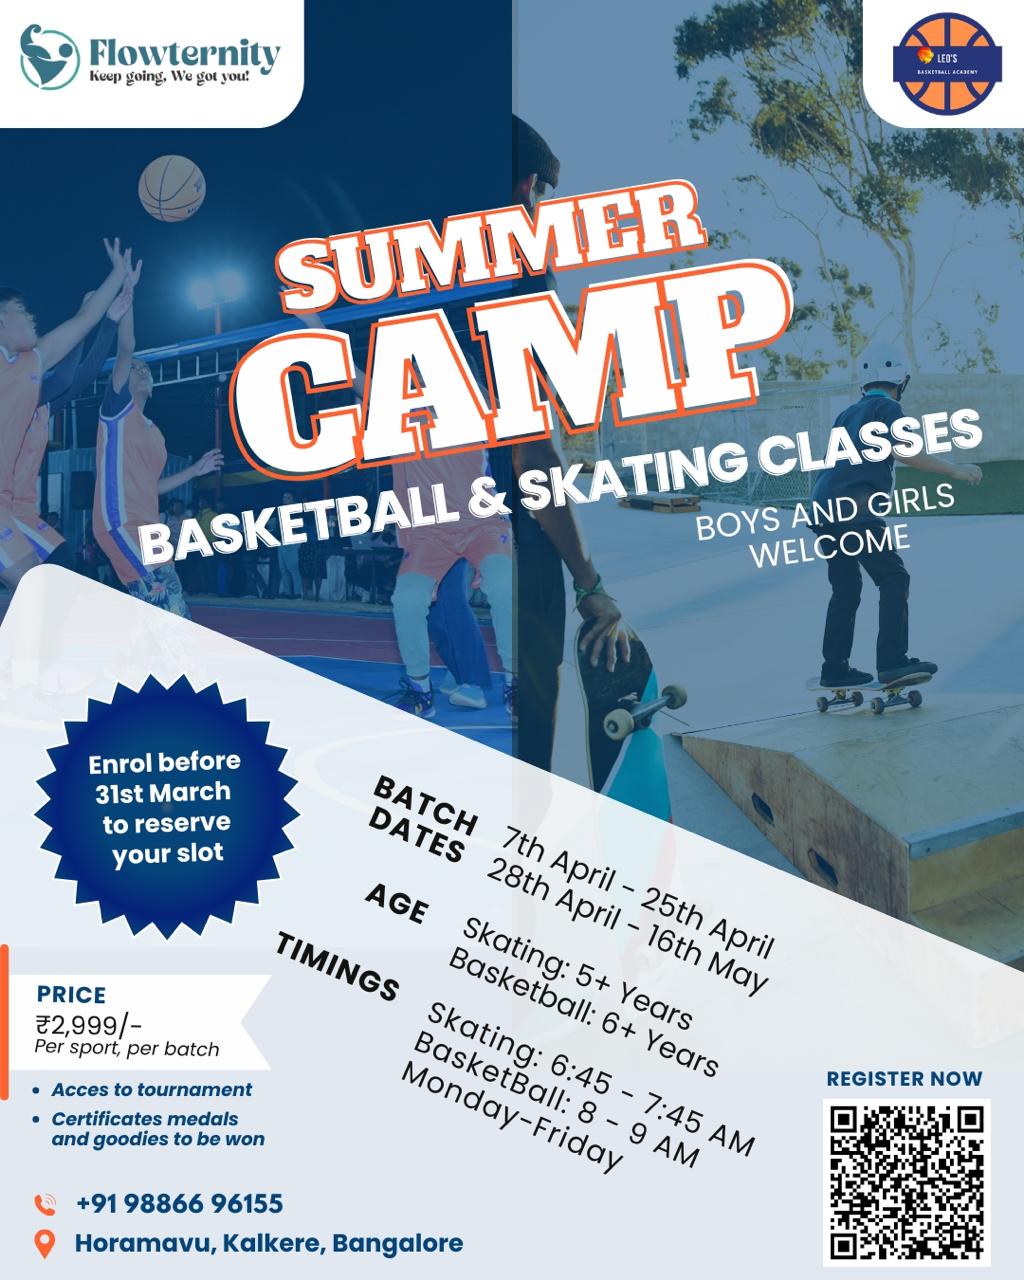 Flowternity
Keep going, We got you!
LEO'S
BASKETBALL ACADEMY
SUMMER
CAMP
BASKETBALL & SKATING CLASSES
BOYS AND GIRLS
WELCOME
Enrol before
31st March
to reserve
your slot
BATCH
DATES
7th April - 25th April
28th April - 16th May
AGE
Skating: 5+ Years
Basketball: 6+ Years
TIMINGS
Skating: 6:45 - 7:45 AM
BasketBall: 8 - 9 AM
Monday-Friday
PRICE
₹2,999/-
Per sport, per batch
• Acces to tournament
• Certificates medals
and goodies to be won
+91 98866 96155
Horamavu, Kalkere, Bangalore
REGISTER NOW